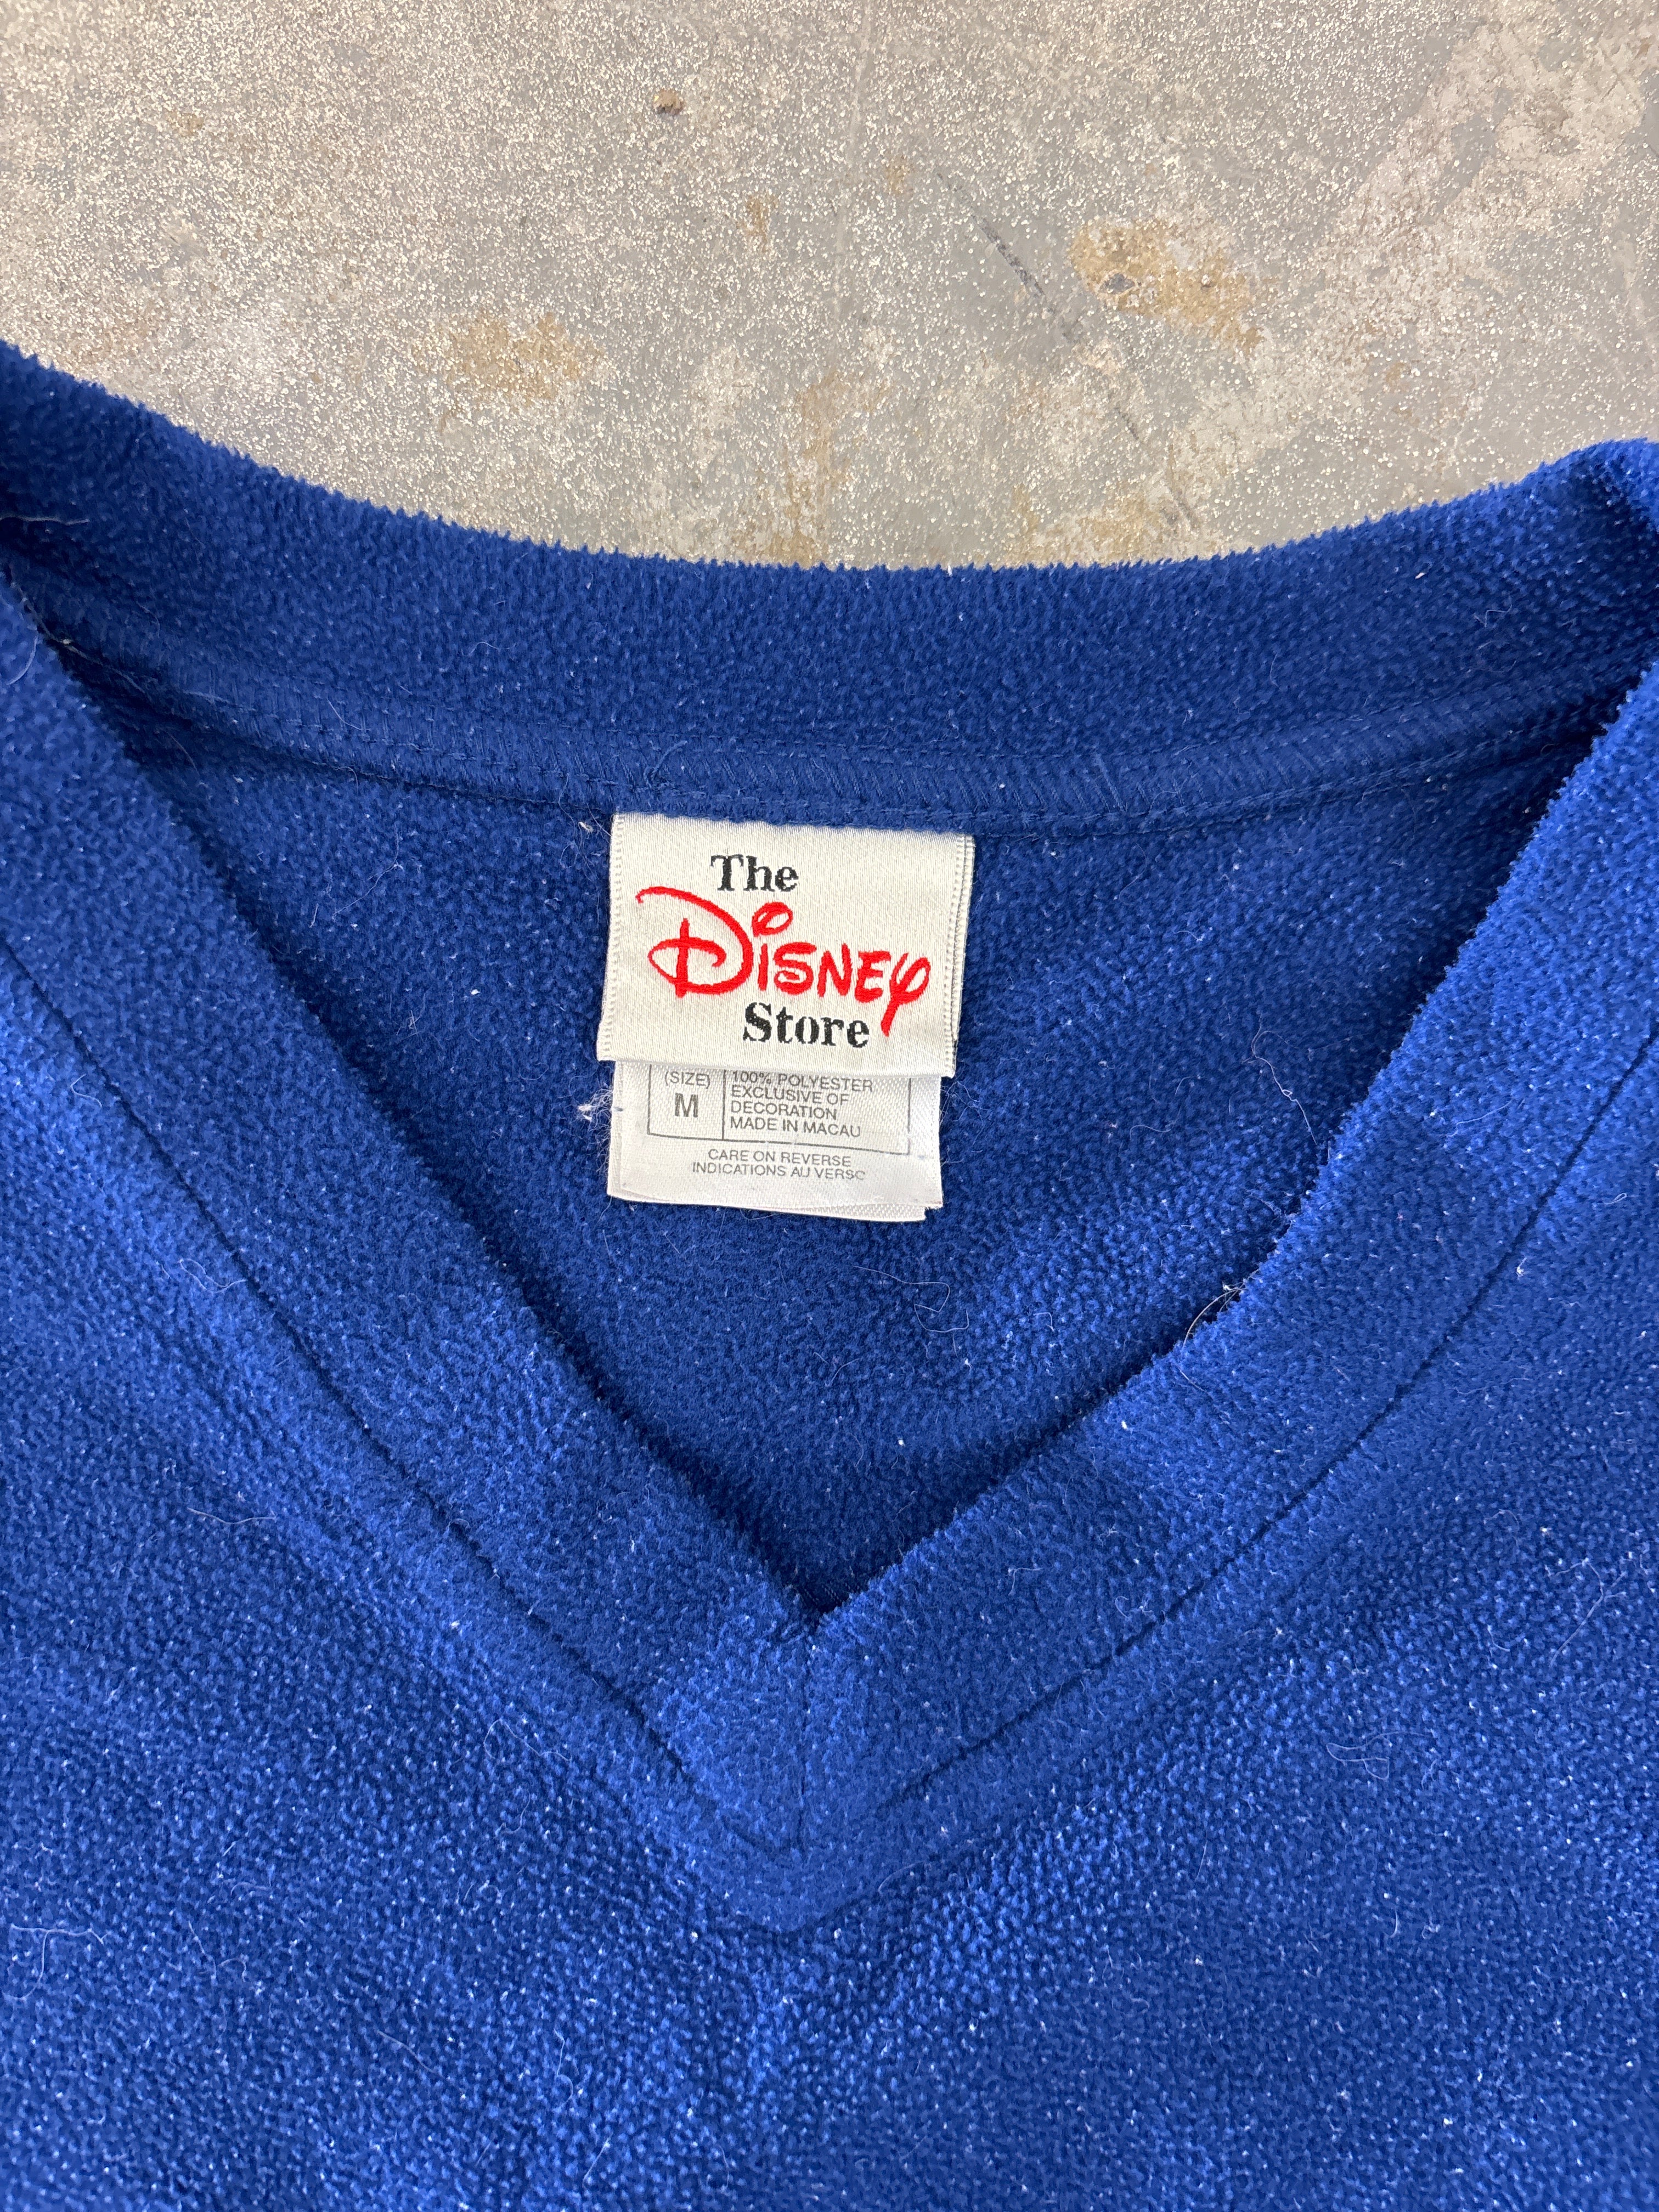 The
Disney
Store
(SIZE)
M
100% POLYESTER
EXCLUSIVE OF
DECORATION
MADE IN MACAU
CARE ON REVERSE
INDICATIONS AU VERSO